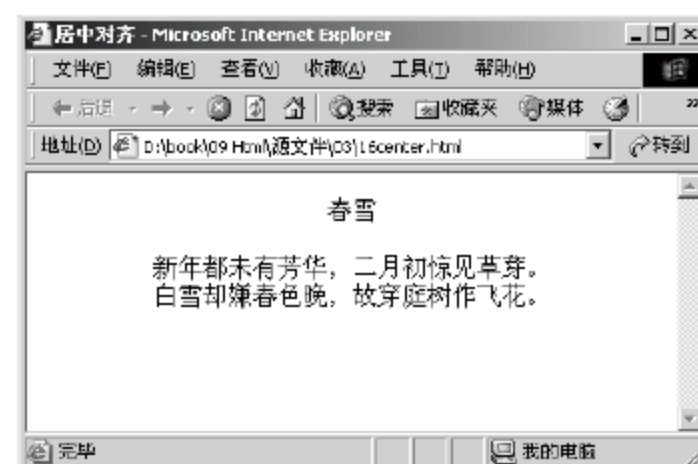 居中对齐 - Microsoft Internet Explorer
文件(F) 编辑(E) 查看(V) 收藏(A) 工具(T) 帮助(H)
后退 搜索 收藏夹 媒体 »
地址(D) D:\book\09 Html\源文件\03\16center.html 转到
春雪
新年都未有芳华，二月初惊见草芽。
白雪却嫌春色晚，故穿庭树作飞花。
完毕 我的电脑